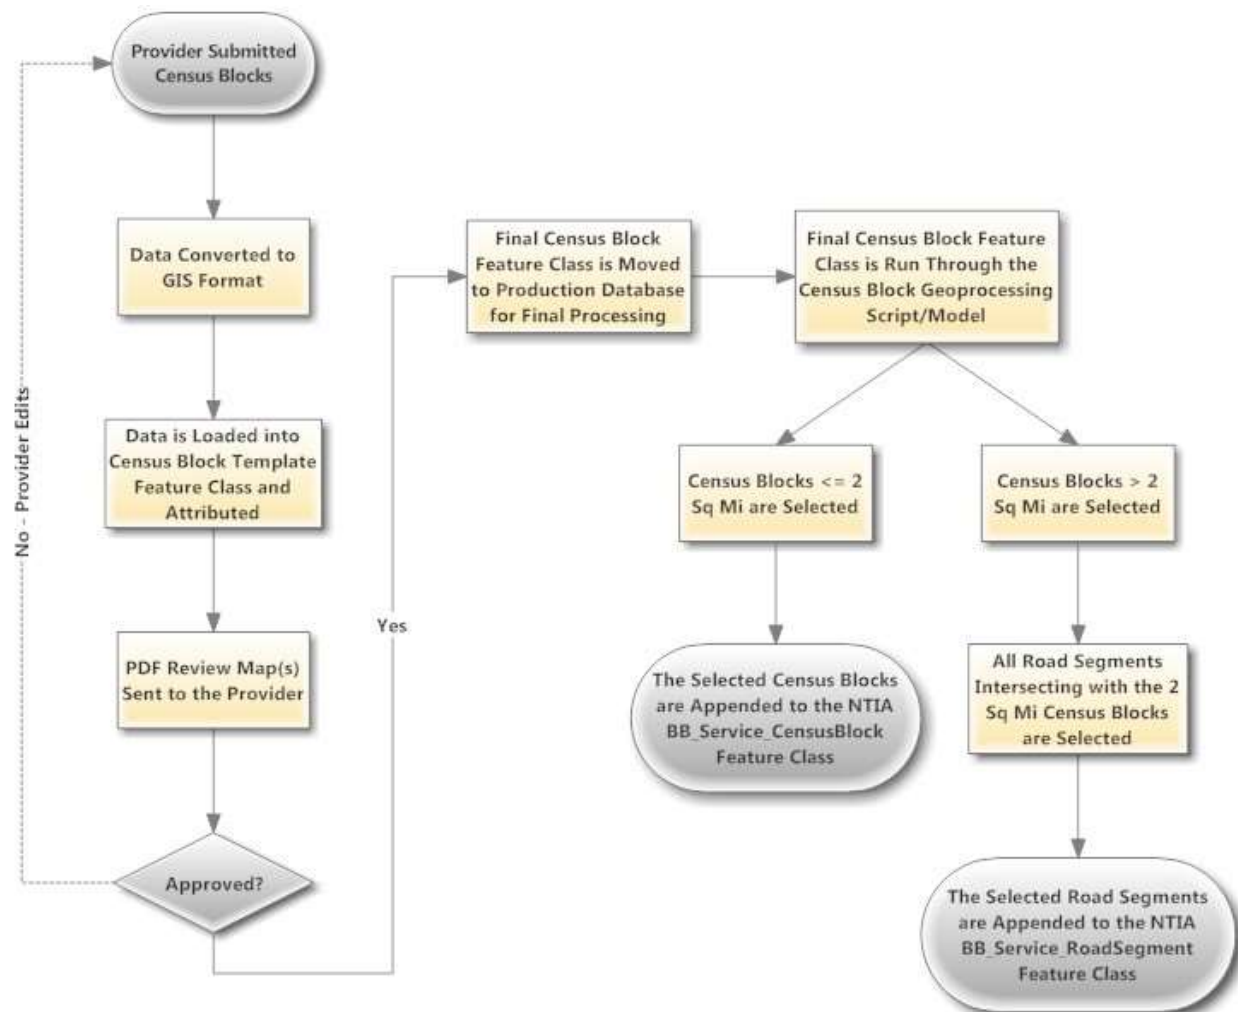 Provider Submitted
Census Blocks
Data Converted to
GIS Format
Data is Loaded into
Census Block Template
Feature Class and
Attributed
PDF Review Map(s)
Sent to the Provider
Approved?
No - Provider Edits
Yes
Final Census Block
Feature Class is Moved
to Production Database
for Final Processing
Final Census Block Feature
Class is Run Through the
Census Block Geoprocessing
Script/Model
Census Blocks <= 2
Sq Mi are Selected
The Selected Census Blocks
are Appended to the NTIA
BB_Service_CensusBlock
Feature Class
Census Blocks > 2
Sq Mi are Selected
All Road Segments
Intersecting with the 2
Sq Mi Census Blocks
are Selected
The Selected Road Segments
are Appended to the NTIA
BB_Service_RoadSegment
Feature Class